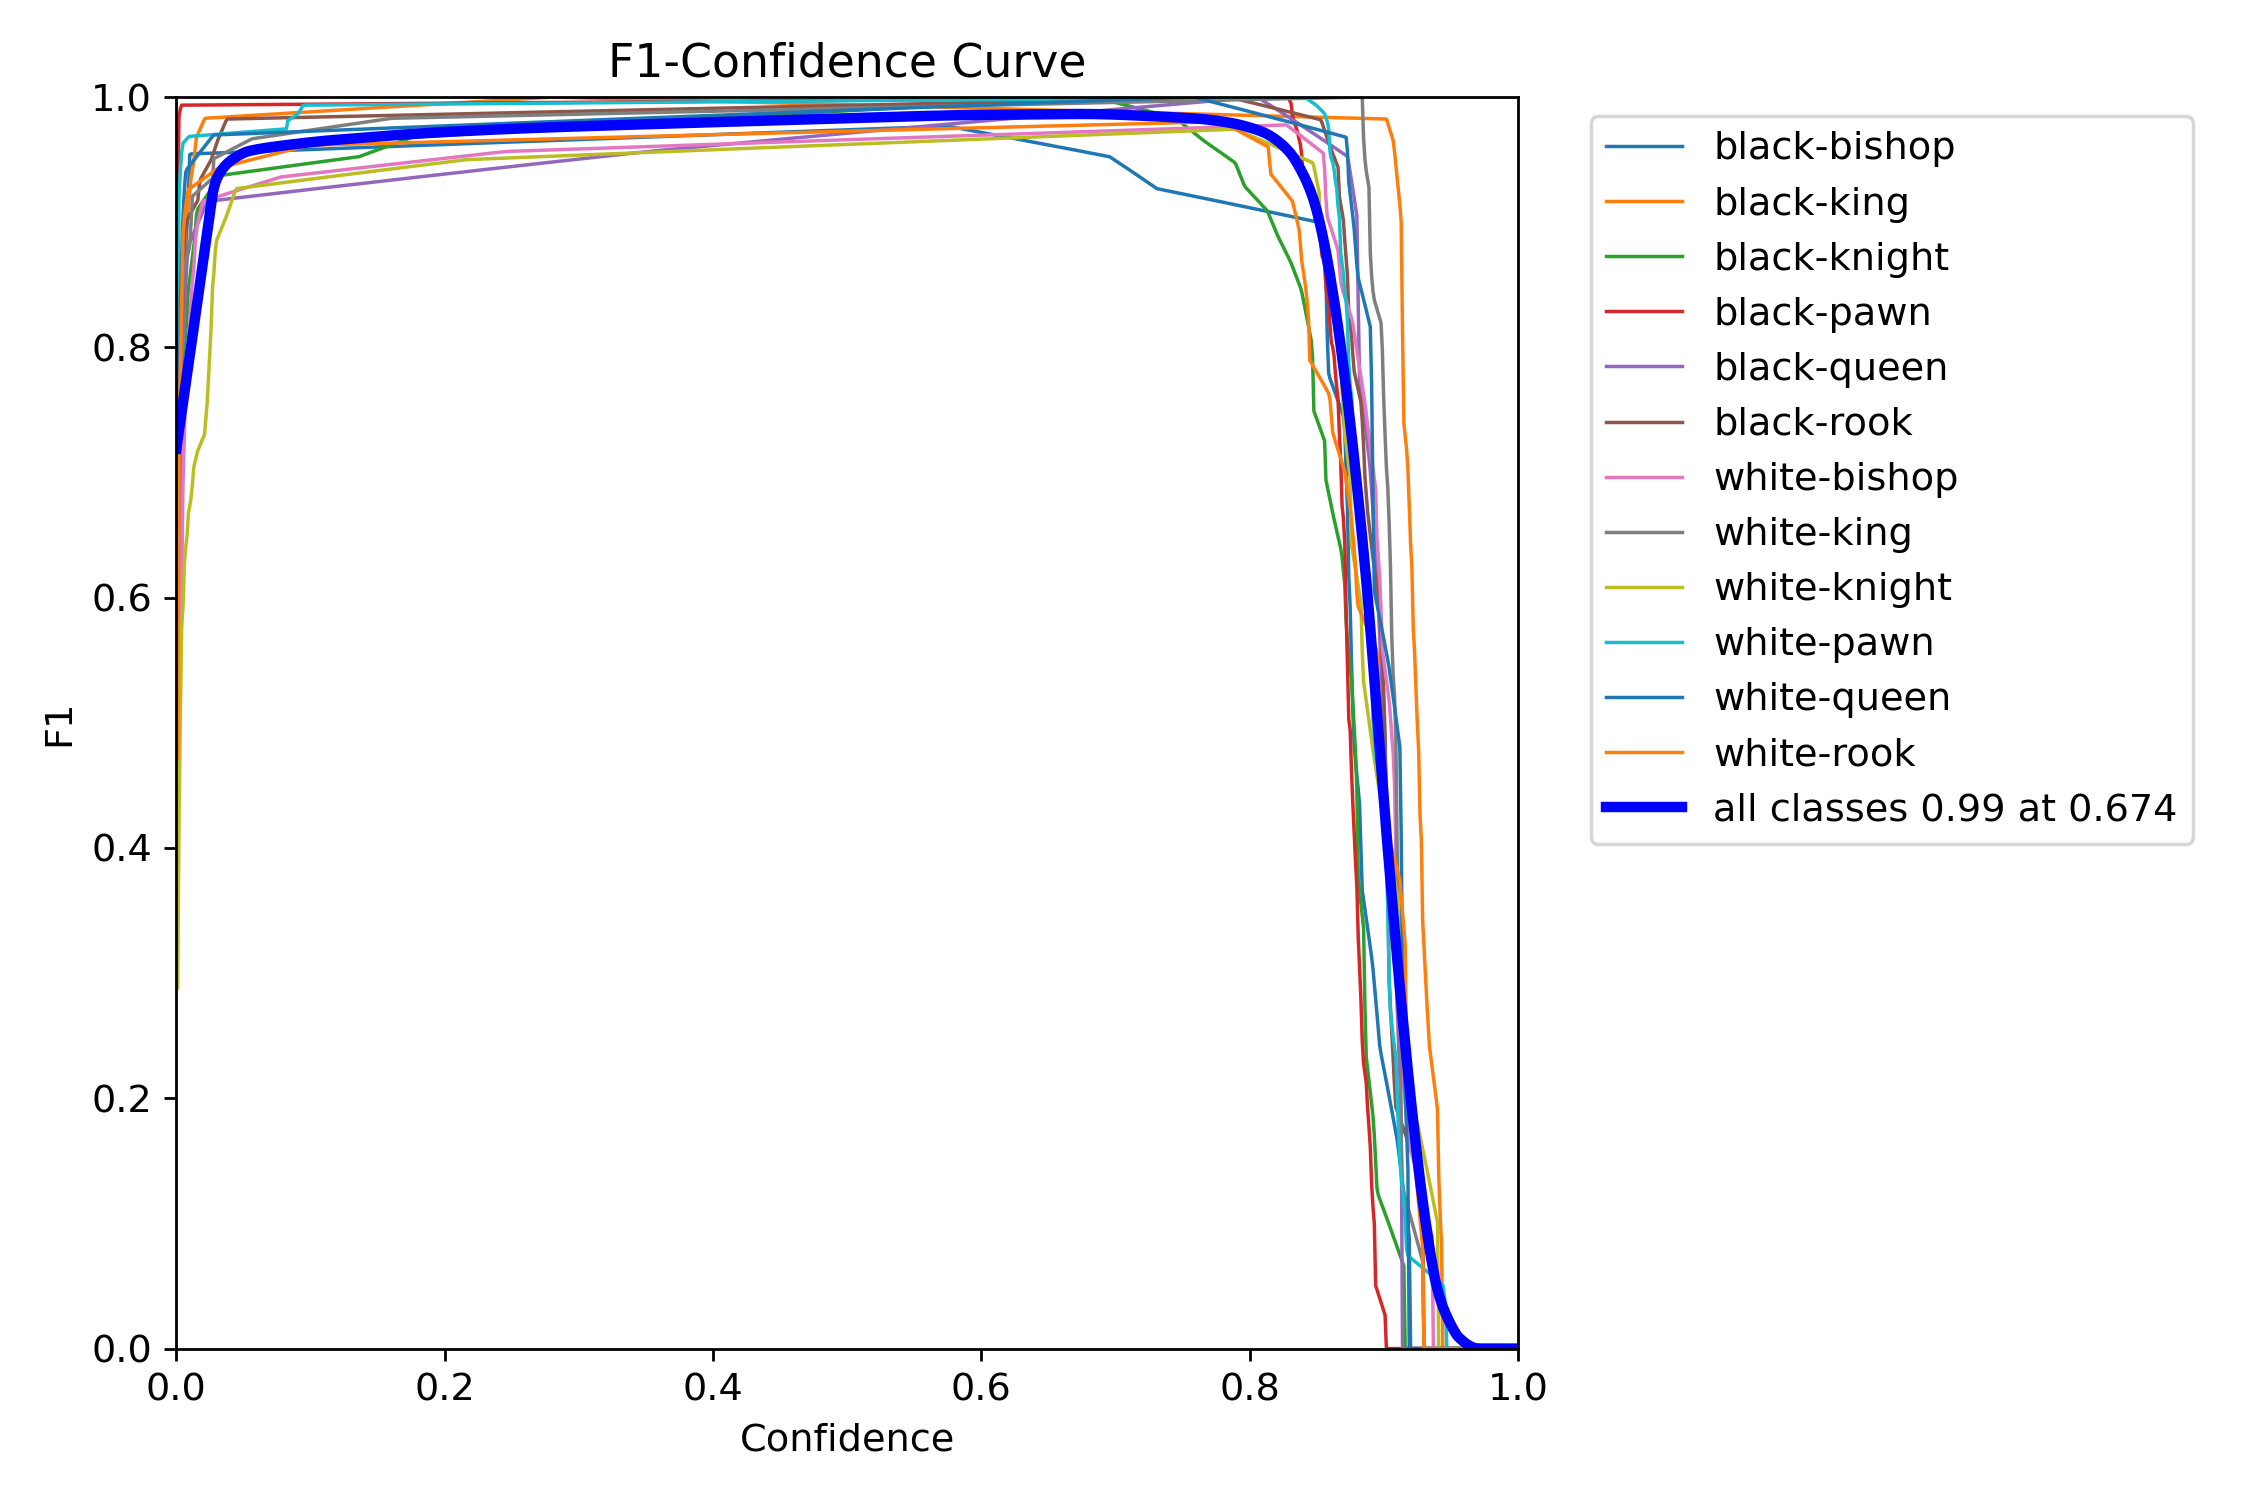 F1-Confidence Curve
1.0
0.8
0.6
0.4
0.2
0.0
F1
0.0 0.2 0.4 0.6 0.8 1.0
Confidence
black-bishop
black-king
black-knight
black-pawn
black-queen
black-rook
white-bishop
white-king
white-knight
white-pawn
white-queen
white-rook
all classes 0.99 at 0.674